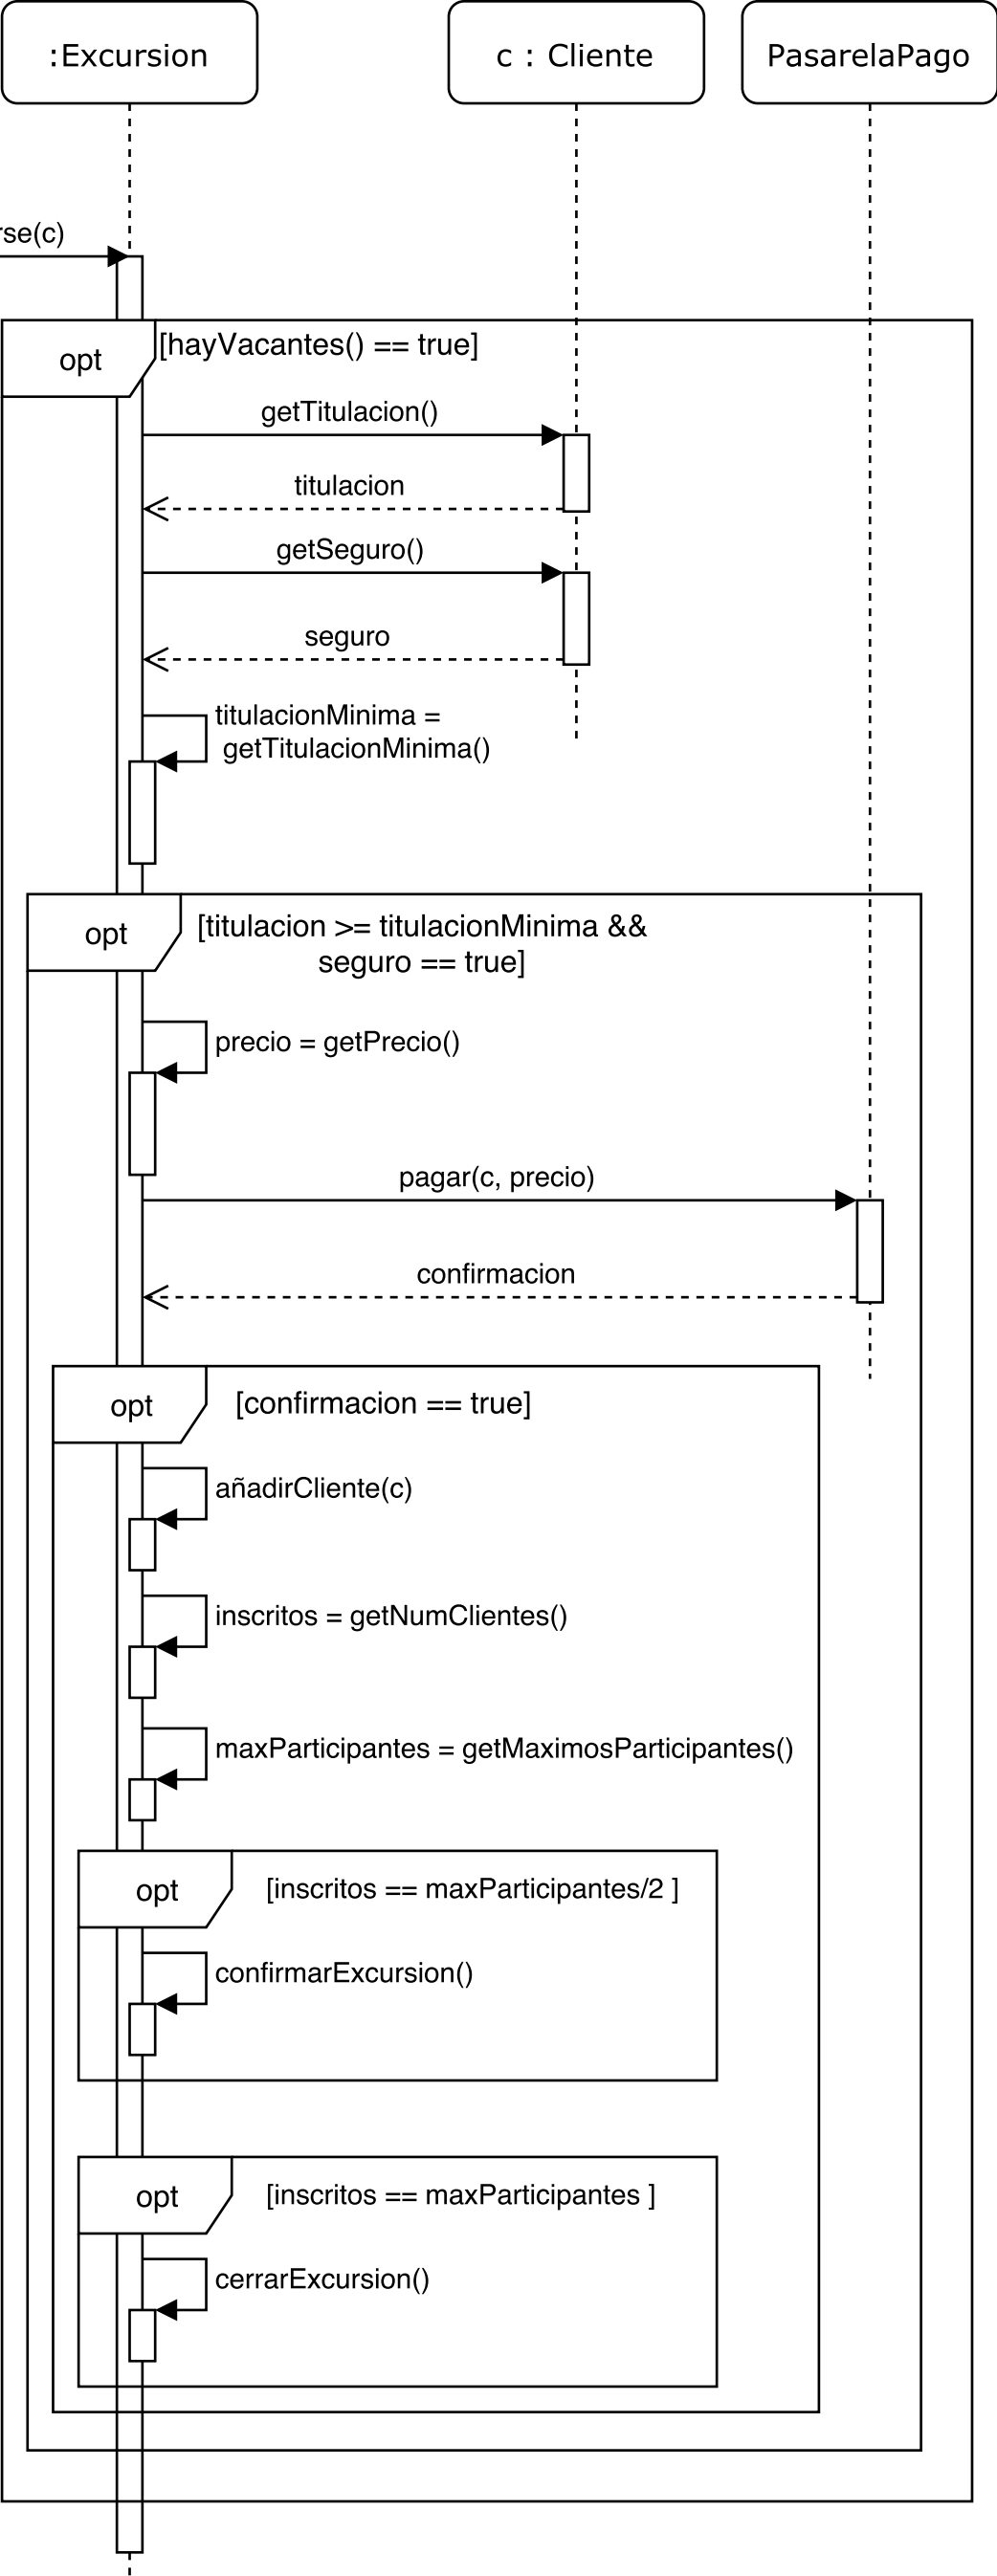 :Excursion
c : Cliente
PasarelaPago
rse(c)
opt
[hayVacantes() == true]
getTitulacion()
titulacion
getSeguro()
seguro
titulacionMinima =
getTitulacionMinima()
opt
[titulacion >= titulacionMinima &&
seguro == true]
precio = getPrecio()
pagar(c, precio)
confirmacion
opt
[confirmacion == true]
añadirCliente(c)
inscritos = getNumClientes()
maxParticipantes = getMaximosParticipantes()
opt
[inscritos == maxParticipantes/2 ]
confirmarExcursion()
opt
[inscritos == maxParticipantes ]
cerrarExcursion()